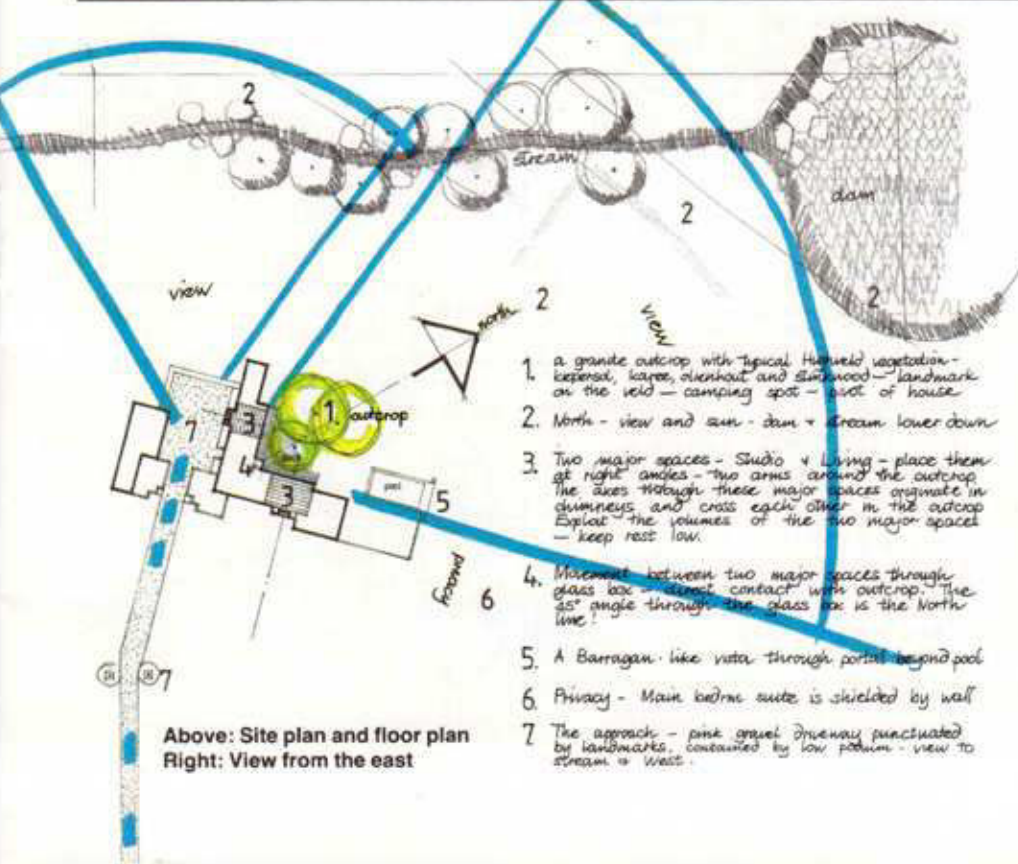 2
stream
2
dam
2
view
north
2
view
1.
outcrop
3
7
4
3
pool
5
privacy
6
7
1. a granite outcrop with typical Highveld vegetation -
kiepersol, karee, olienhout and stinkwood - landmark
on the veld - camping spot - pivot of house
2. North - view and sun - dam + stream lower down
3. Two major spaces - Studio + Living - place them
at right angles - two arms around the outcrop
The axes through these major spaces originate in
chimneys and cross each other in the outcrop
Exploit the volumes of the two major spaces
- keep rest low.
4. Movement between two major spaces through
glass box - direct contact with outcrop. The
45° angle through the glass box is the North
line!
5. A Barragan-like vista through portal beyond pool
6. Privacy - Main bedrm suite is shielded by wall
7 The approach - pink gravel driveway punctuated
by landmarks, contained by low podium - view to
stream + West.
Above: Site plan and floor plan
Right: View from the east